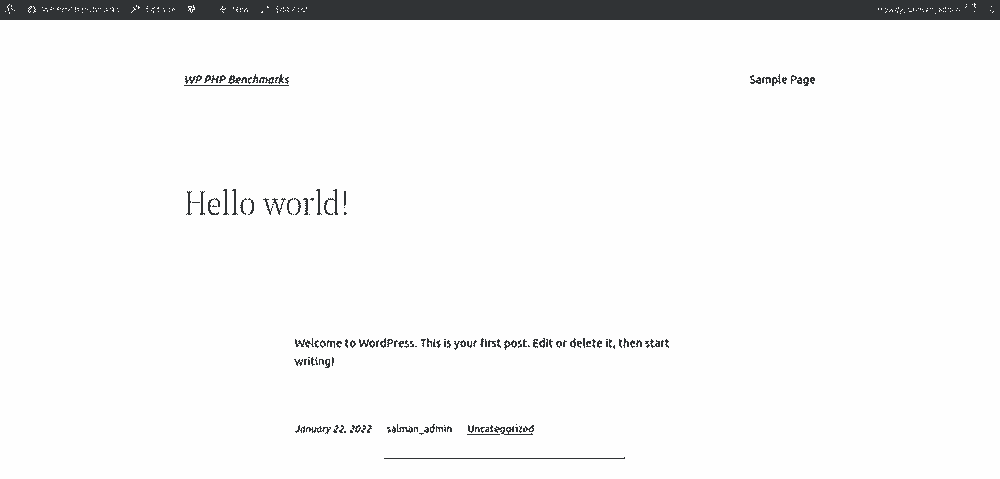 WP PHP Benchmarks Edit Site New Edit Post
Howdy, salman_admin
WP PHP Benchmarks
Sample Page
Hello world!
Welcome to WordPress. This is your first post. Edit or delete it, then start
writing!
January 22, 2022 salman_admin Uncategorized